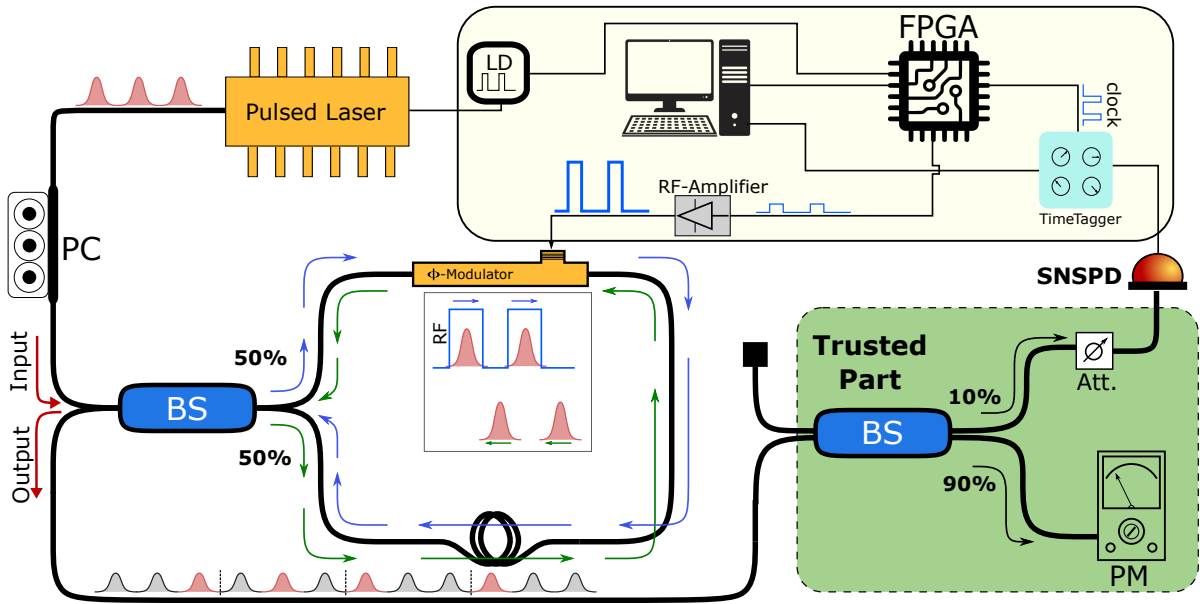 FPGA
LD
Pulsed Laser
clock
RF-Amplifier
TimeTagger
PC
Φ-Modulator
SNSPD
RF
Input
50%
Trusted
Part
Att.
10%
BS
BS
50%
Output
90%
PM